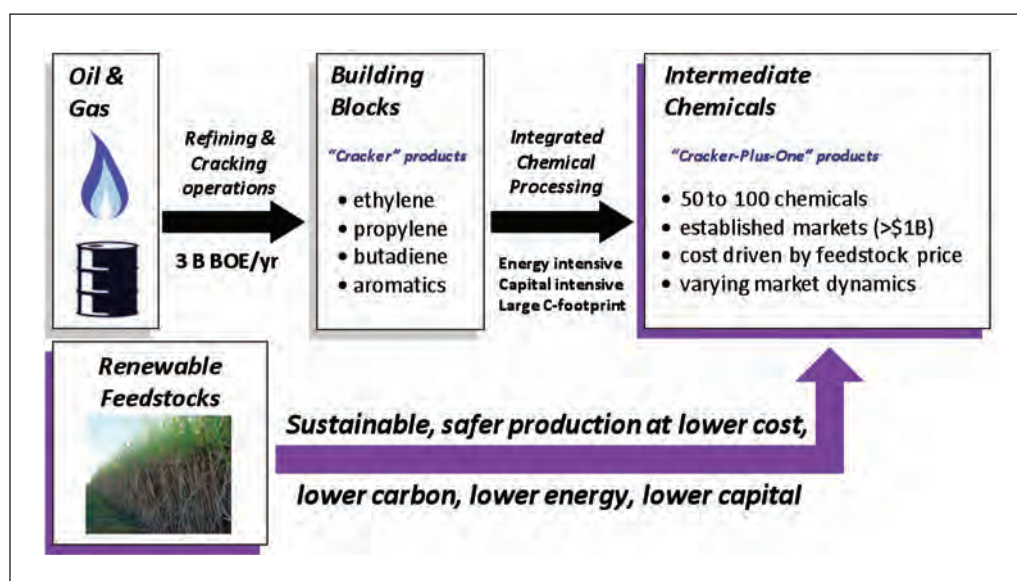 Oil &
Gas
Refining &
Cracking
operations
3 B BOE/yr
Building
Blocks
"Cracker" products
• ethylene
• propylene
• butadiene
• aromatics
Integrated
Chemical
Processing
Energy intensive
Capital intensive
Large C-footprint
Intermediate
Chemicals
"Cracker-Plus-One" products
• 50 to 100 chemicals
• established markets (>$1B)
• cost driven by feedstock price
• varying market dynamics
Renewable
Feedstocks
Sustainable, safer production at lower cost,
lower carbon, lower energy, lower capital